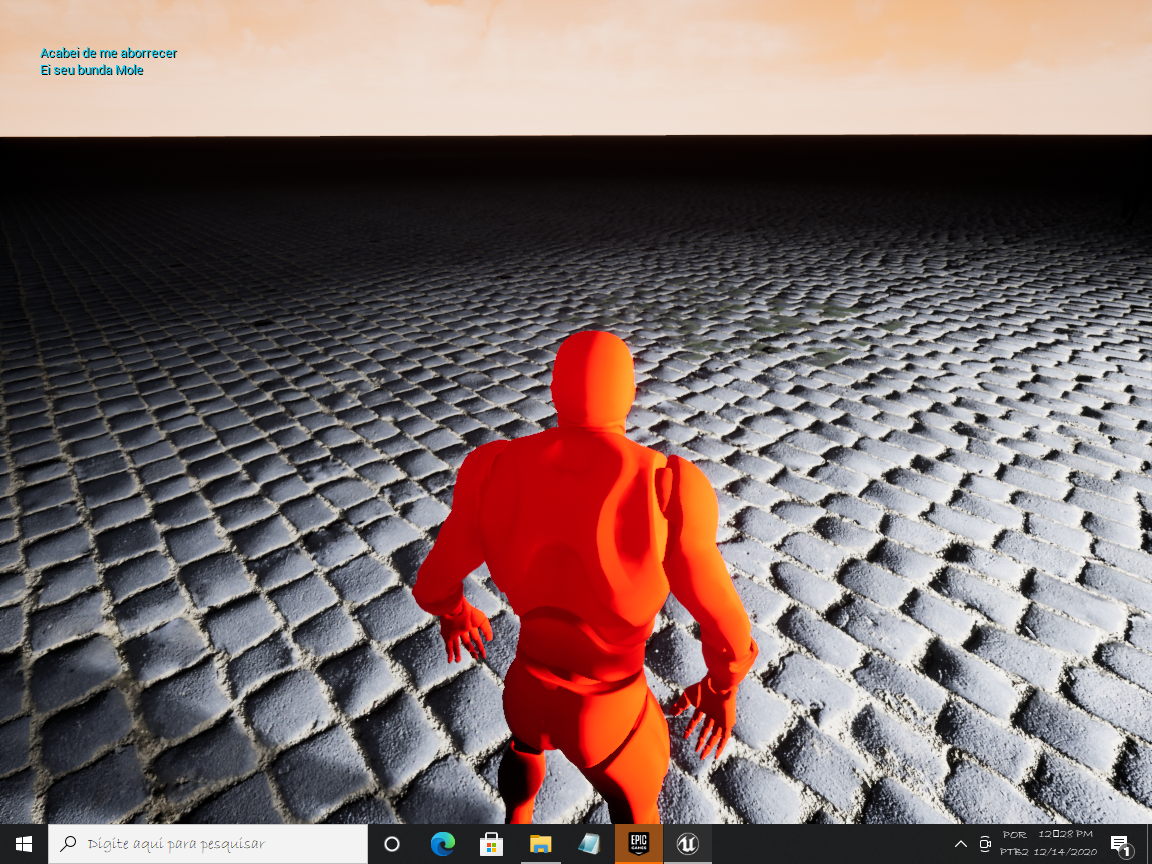 Acabei de me aborrecer
Ei seu bunda Mole
Digite aqui para pesquisar
EPIC
GAMES
POR
12▯28 PM
PTB2
12/14/2020
1